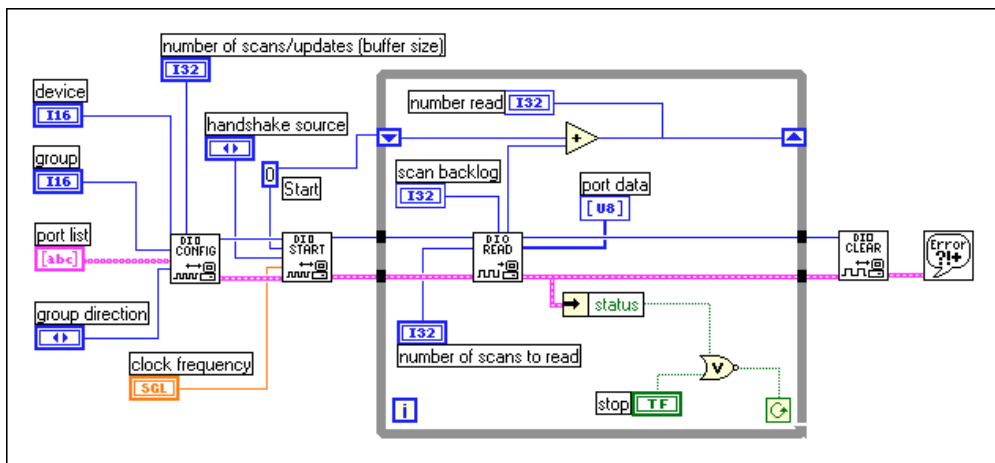 number of scans/updates (buffer size)
I32
device
I16
number read
I32
handshake source
+
group
I16
scan backlog
I32
0
Start
port data
[U8]
port list
[abc]
DIO
CONFIG
DIO
START
DIO
READ
DIO
CLEAR
Error
?!+
status
group direction
I32
number of scans to read
clock frequency
SGL
V
stop
TF
i